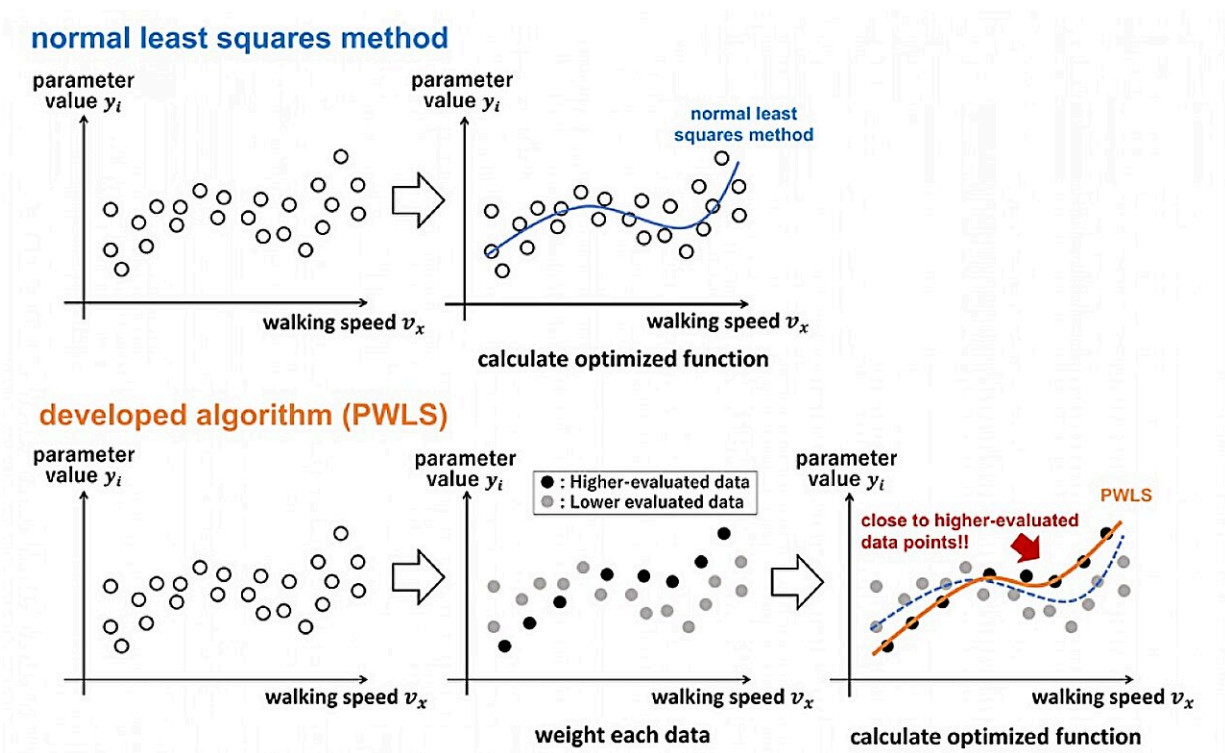 normal least squares method
parameter
value yᵢ
walking speed vₓ
parameter
value yᵢ
normal least
squares method
walking speed vₓ
calculate optimized function
developed algorithm (PWLS)
parameter
value yᵢ
walking speed vₓ
parameter
value yᵢ
: Higher-evaluated data
: Lower evaluated data
walking speed vₓ
weight each data
parameter
value yᵢ
PWLS
close to higher-evaluated
data points!!
walking speed vₓ
calculate optimized function